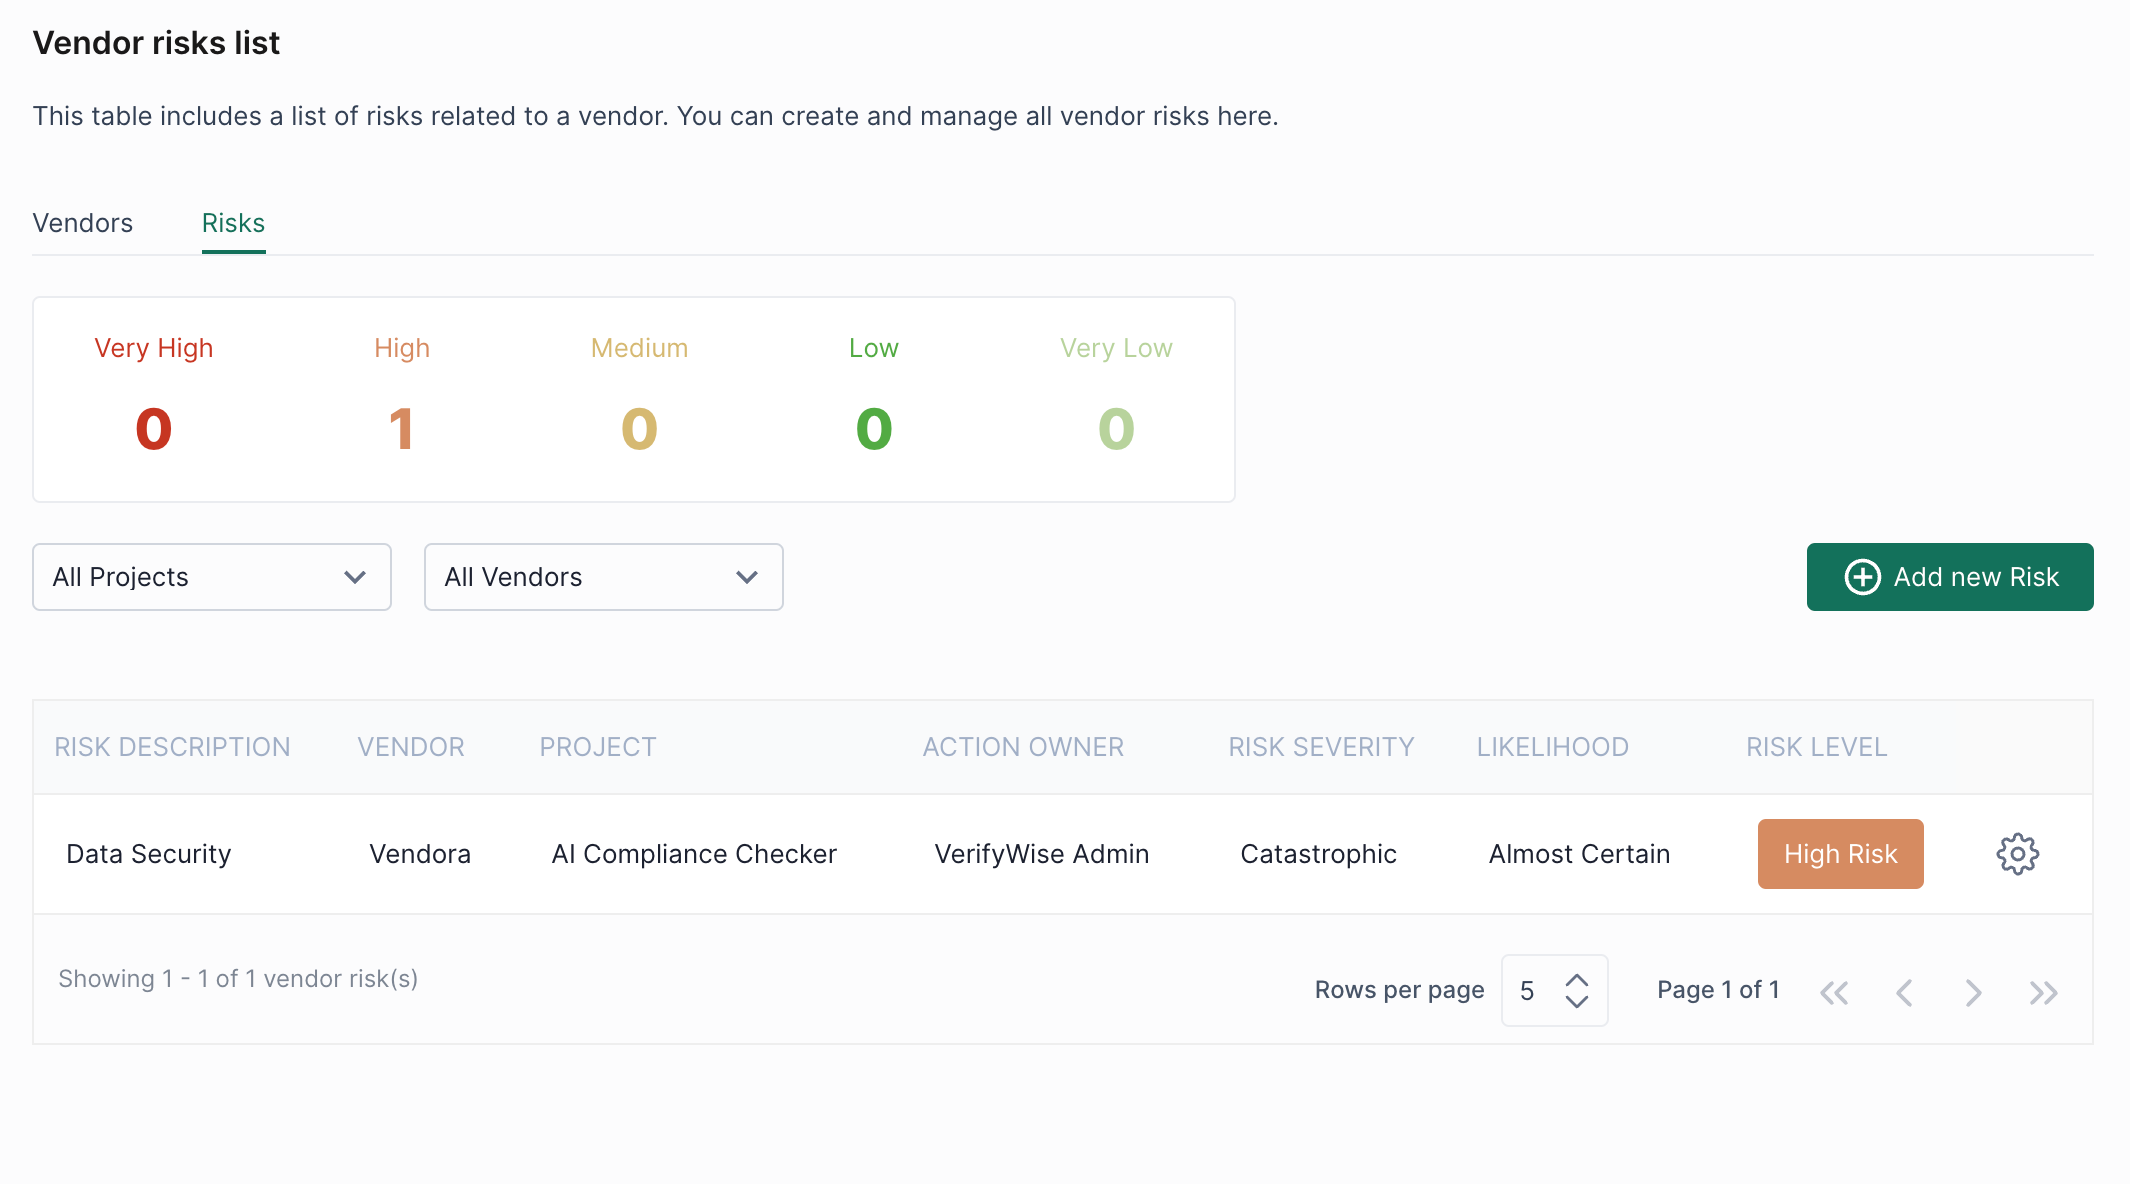 Vendor risks list
This table includes a list of risks related to a vendor. You can create and manage all vendor risks here.
Vendors Risks
Very High High Medium Low Very Low
0 1 0 0 0
All Projects All Vendors Add new Risk
RISK DESCRIPTION VENDOR PROJECT ACTION OWNER RISK SEVERITY LIKELIHOOD RISK LEVEL
Data Security Vendora AI Compliance Checker VerifyWise Admin Catastrophic Almost Certain High Risk
Showing 1 - 1 of 1 vendor risk(s) Rows per page 5 Page 1 of 1